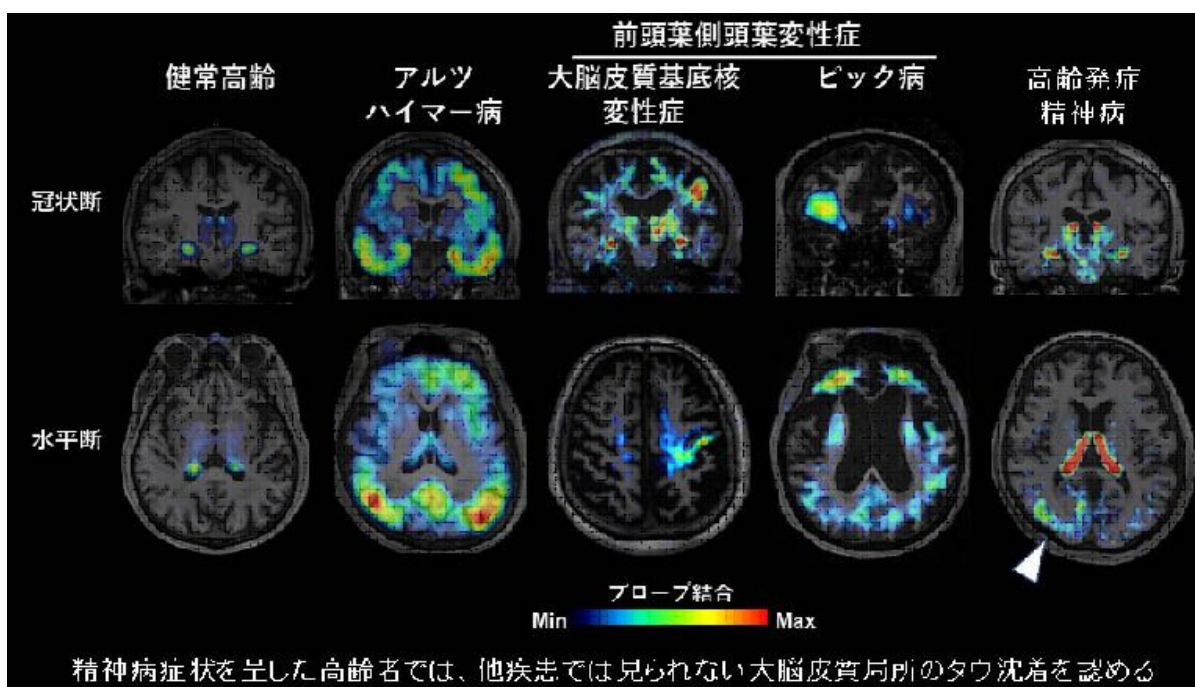 前頭葉側頭葉変性症
健常高齢
アルツ
ハイマー病
大脳皮質基底核
変性症
ピック病
高齢発症
精神病
冠状断
水平断
プローブ結合
Min
Max
精神病症状を呈した高齢者では、他疾患では見られない大脳皮質局所のタウ沈着を認める